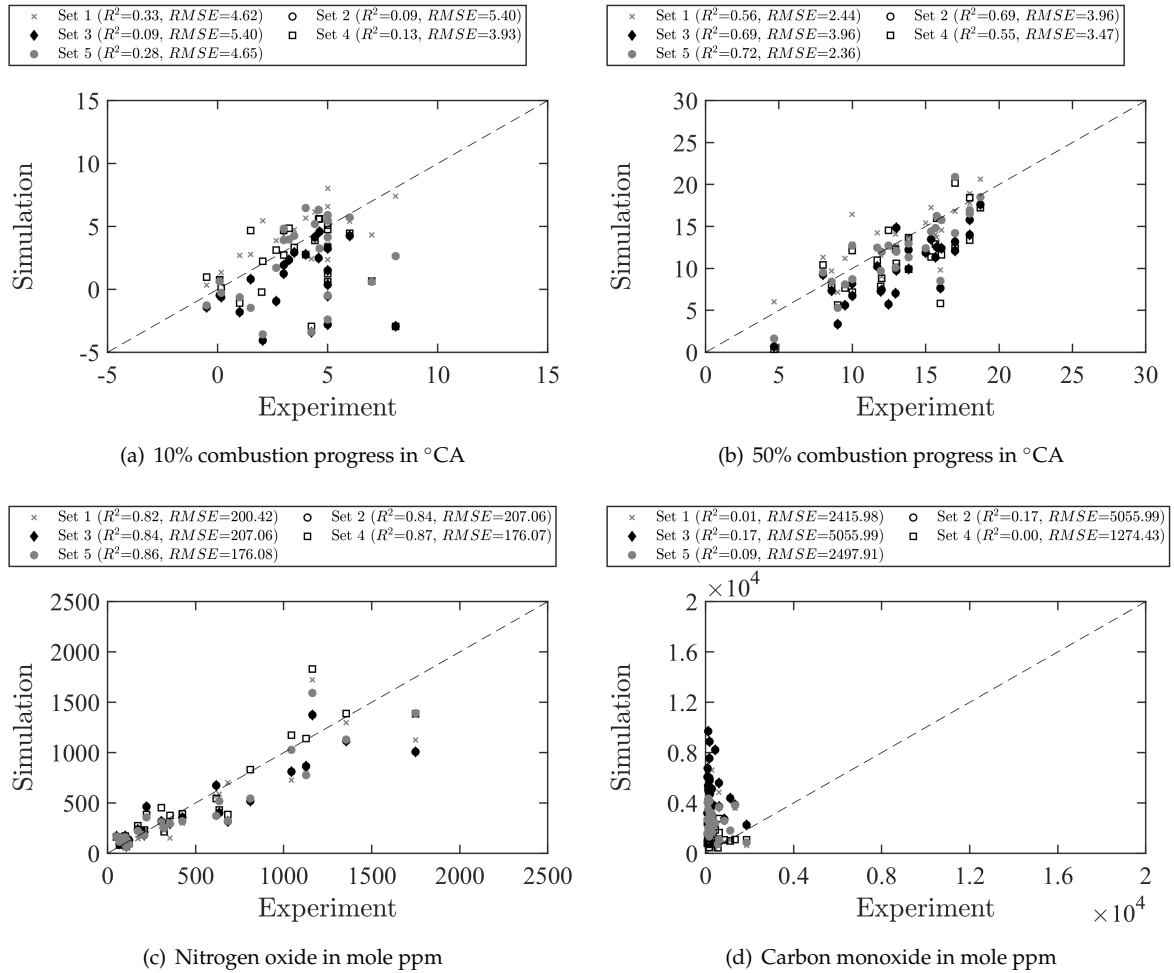 Set 1 (R²=0.33, RMSE=4.62) Set 2 (R²=0.09, RMSE=5.40)
Set 3 (R²=0.09, RMSE=5.40) Set 4 (R²=0.13, RMSE=3.93)
Set 5 (R²=0.28, RMSE=4.65)
15
10
5
0
-5
Simulation
-5 0 5 10 15
Experiment
(a) 10% combustion progress in °CA
Set 1 (R²=0.56, RMSE=2.44) Set 2 (R²=0.69, RMSE=3.96)
Set 3 (R²=0.69, RMSE=3.96) Set 4 (R²=0.55, RMSE=3.47)
Set 5 (R²=0.72, RMSE=2.36)
30
25
20
15
10
5
0
Simulation
0 5 10 15 20 25 30
Experiment
(b) 50% combustion progress in °CA
Set 1 (R²=0.82, RMSE=200.42) Set 2 (R²=0.84, RMSE=207.06)
Set 3 (R²=0.84, RMSE=207.06) Set 4 (R²=0.87, RMSE=176.07)
Set 5 (R²=0.86, RMSE=176.08)
2500
2000
1500
1000
500
0
Simulation
0 500 1000 1500 2000 2500
Experiment
(c) Nitrogen oxide in mole ppm
Set 1 (R²=0.01, RMSE=2415.98) Set 2 (R²=0.17, RMSE=5055.99)
Set 3 (R²=0.17, RMSE=5055.99) Set 4 (R²=0.00, RMSE=1274.43)
Set 5 (R²=0.09, RMSE=2497.91)
×10⁴
2
1.6
1.2
0.8
0.4
0
Simulation
0 0.4 0.8 1.2 1.6 2
Experiment ×10⁴
(d) Carbon monoxide in mole ppm